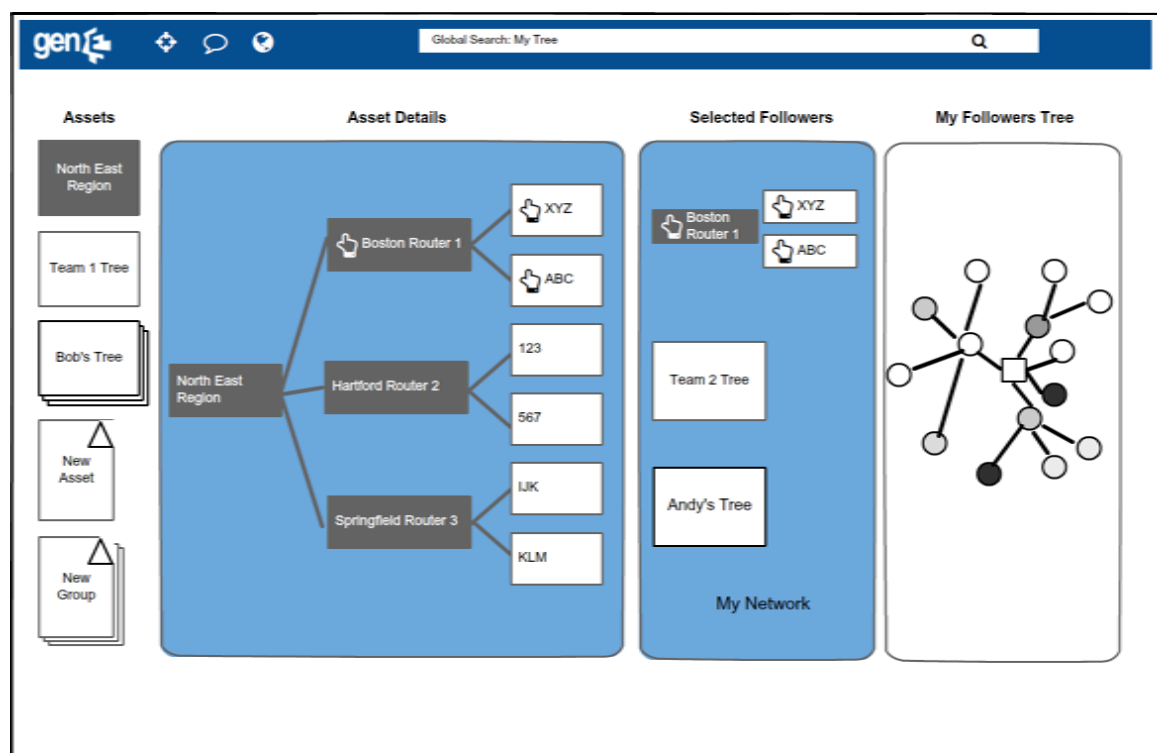 gen
Global Search: My Tree
Assets
Asset Details
Selected Followers
My Followers Tree
North East
Region
Team 1 Tree
Bob's Tree
New
Asset
New
Group
North East
Region
Boston Router 1
Hartford Router 2
Springfield Router 3
XYZ
ABC
123
567
IJK
KLM
Boston
Router 1
XYZ
ABC
Team 2 Tree
Andy's Tree
My Network